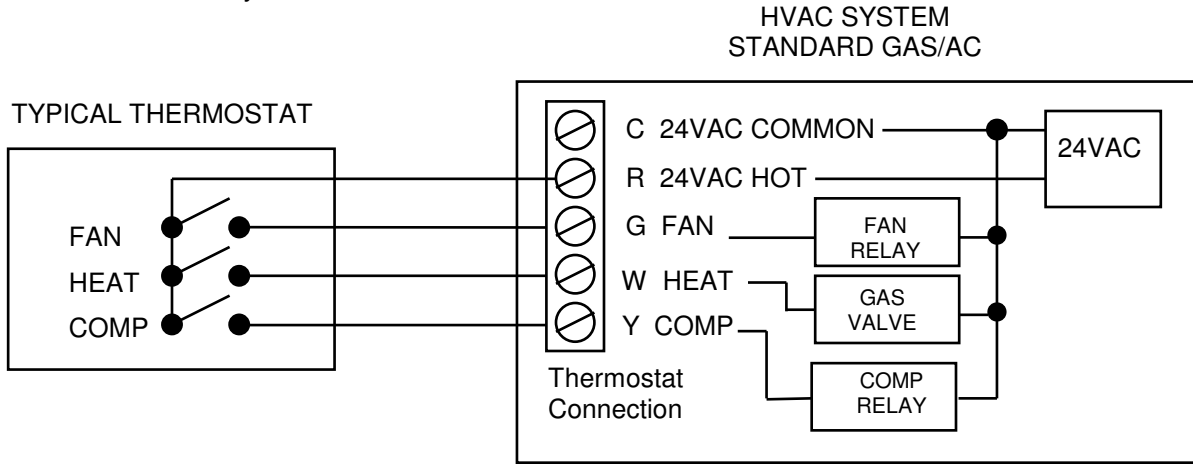 HVAC SYSTEM
STANDARD GAS/AC
TYPICAL THERMOSTAT
FAN
HEAT
COMP
C 24VAC COMMON
R 24VAC HOT
G FAN
W HEAT
Y COMP
Thermostat
Connection
24VAC
FAN
RELAY
GAS
VALVE
COMP
RELAY